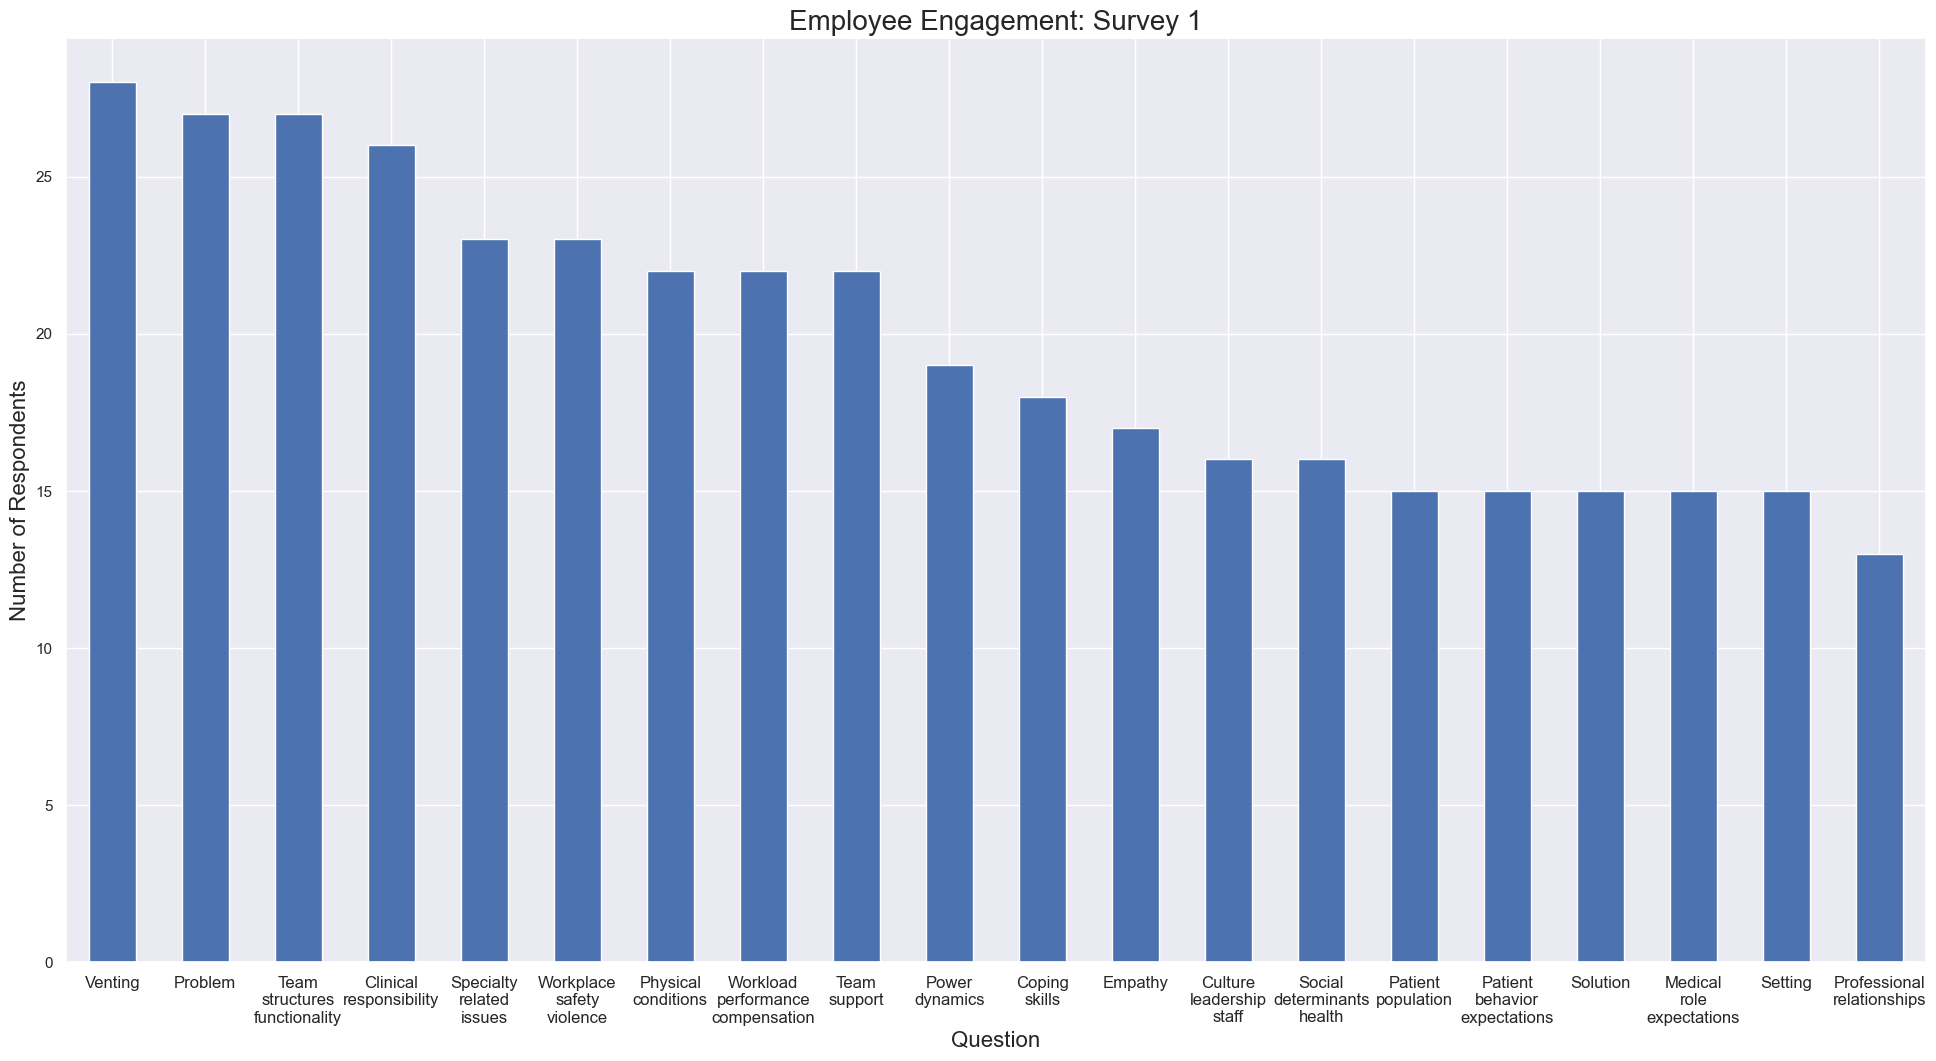 Employee Engagement: Survey 1
Number of Respondents
25
20
15
10
5
0
Venting
Problem
Team
structures
functionality
Clinical
responsibility
Specialty
related
issues
Workplace
safety
violence
Physical
conditions
Workload
performance
compensation
Team
support
Power
dynamics
Coping
skills
Empathy
Culture
leadership
staff
Social
determinants
health
Patient
population
Patient
behavior
expectations
Solution
Medical
role
expectations
Setting
Professional
relationships
Question